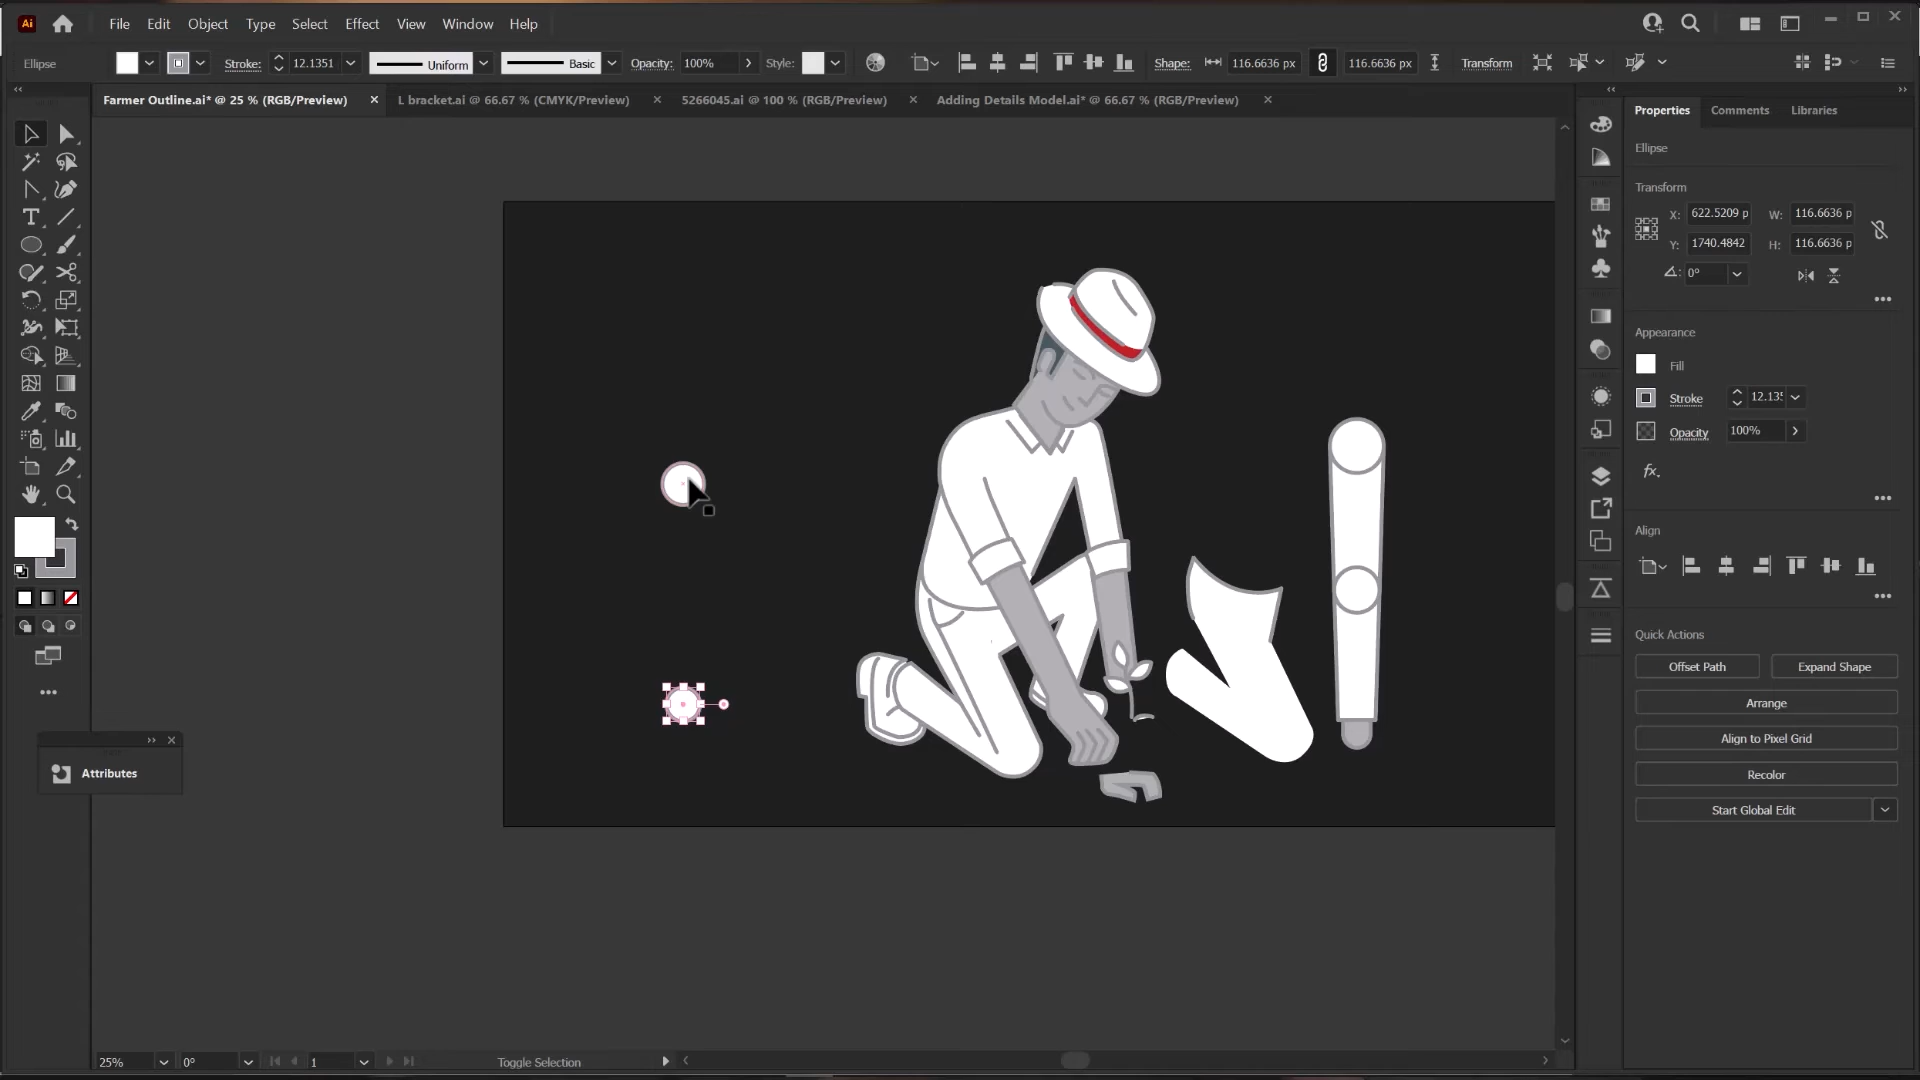 Ai File Edit Object Type Select Effect View Window Help
Ellipse Stroke: 12.1351 Uniform Basic Opacity: 100% Style: Shape: 116.6636 px 116.6636 px Transform
Farmer Outline.ai* @ 25 % (RGB/Preview) × L bracket.ai @ 66.67 % (CMYK/Preview) × 5266045.ai @ 100 % (RGB/Preview) × Adding Details Model.ai* @ 66.67 % (RGB/Preview) ×
Properties Comments Libraries
Ellipse
Transform
X: 622.5209 p W: 116.6636 p
Y: 1740.4842 H: 116.6636 p
0°
Appearance
Fill
Stroke 12.135
Opacity 100%
fx.
Align
Quick Actions
Offset Path Expand Shape
Arrange
Align to Pixel Grid
Recolor
Start Global Edit
Attributes
25% 0° 1 Toggle Selection